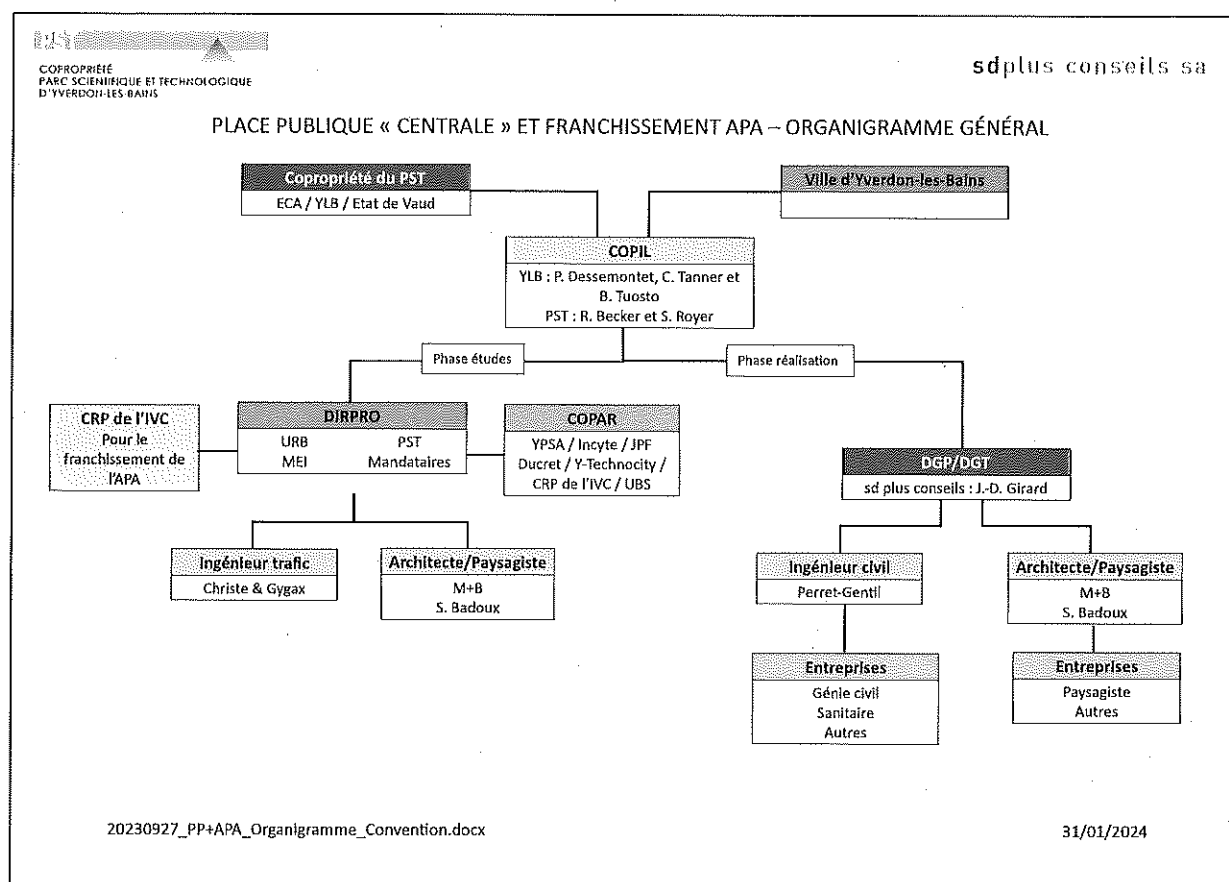 COPROPRIÉTÉ
PARC SCIENTIFIQUE ET TECHNOLOGIQUE
D'YVERDON-LES-BAINS
sdplus conseils sa
PLACE PUBLIQUE « CENTRALE » ET FRANCHISSEMENT APA – ORGANIGRAMME GÉNÉRAL
Copropriété du PST
ECA / YLB / Etat de Vaud
Ville d'Yverdon-les-Bains
COPIL
YLB : P. Dessemontet, C. Tanner et
B. Tuosto
PST : R. Becker et S. Royer
Phase études
Phase réalisation
CRP de l'IVC
Pour le
franchissement de
l'APA
DIRPRO
URB PST
MEI Mandataires
COPAR
YPSA / Incyte / JPF
Ducret / Y-Technocity /
CRP de l'IVC / UBS
DGP/DGT
sd plus conseils : J.-D. Girard
Ingénieur trafic
Christe & Gygax
Architecte/Paysagiste
M+B
S. Badoux
Ingénieur civil
Perret-Gentil
Architecte/Paysagiste
M+B
S. Badoux
Entreprises
Génie civil
Sanitaire
Autres
Entreprises
Paysagiste
Autres
20230927_PP+APA_Organigramme_Convention.docx
31/01/2024